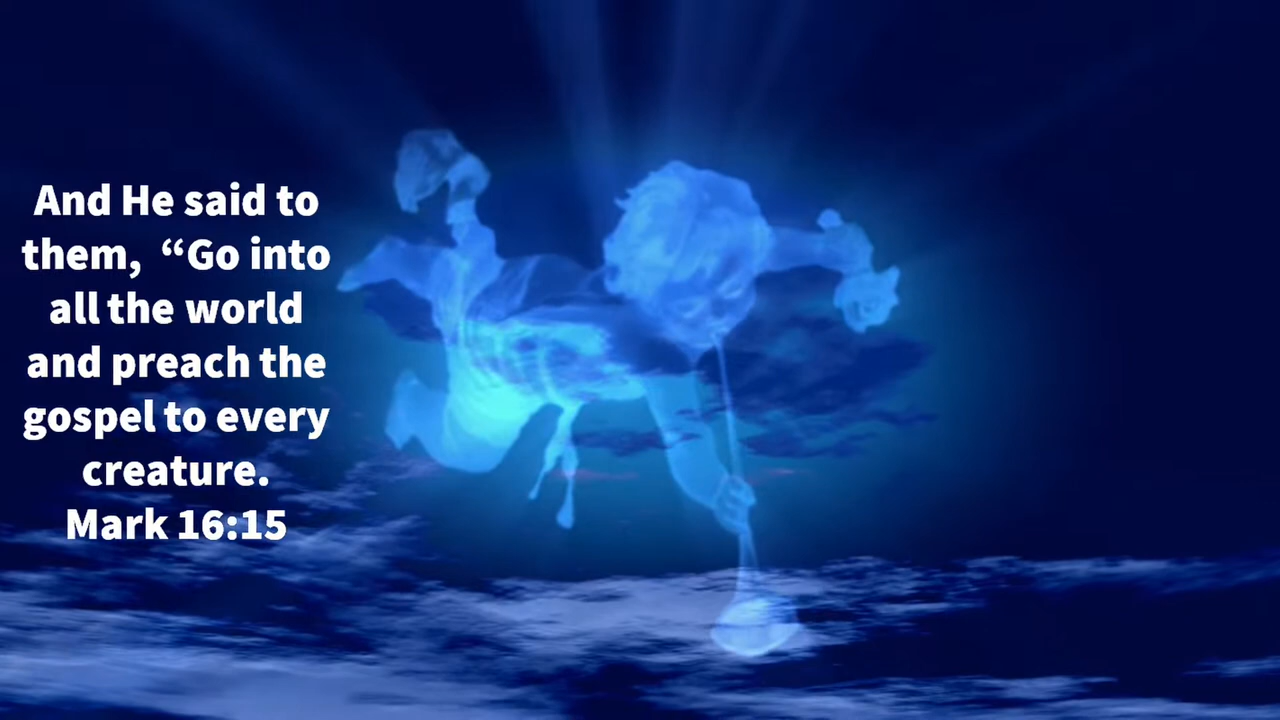 And He said to
them,  “Go into
all the world
and preach the
gospel to every
creature.
Mark 16:15